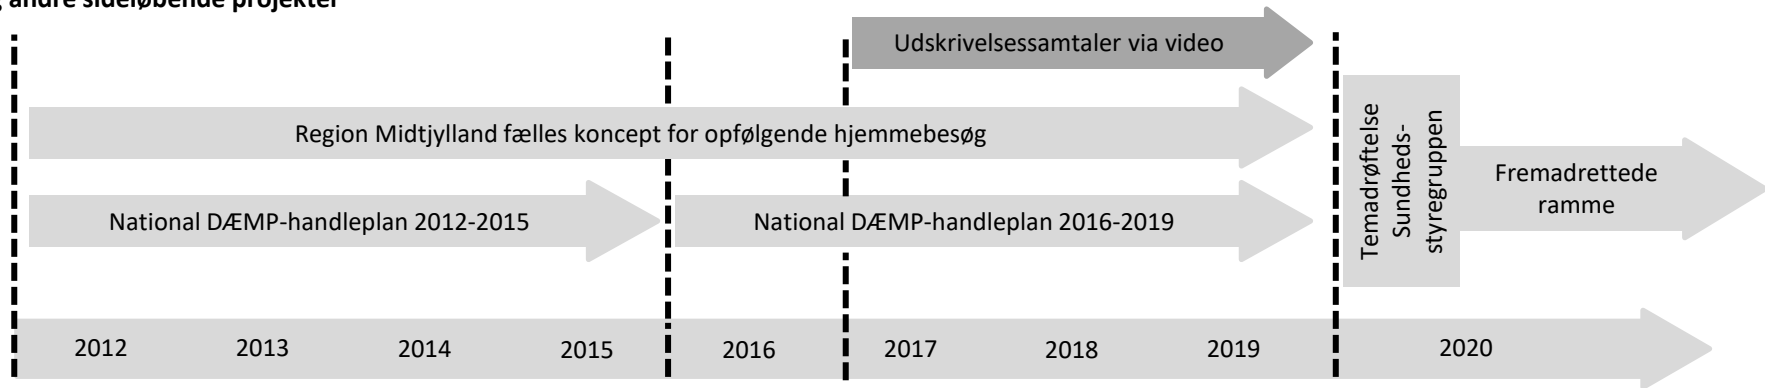 andre sideløbende projekter
Udskrivelsessamtaler via video
Region Midtjylland fælles koncept for opfølgende hjemmebesøg
National DÆMP-handleplan 2012-2015
National DÆMP-handleplan 2016-2019
Temadrøftelse
Sundheds-
styregruppen
Fremadrettede
ramme
2012 2013 2014 2015 2016 2017 2018 2019 2020